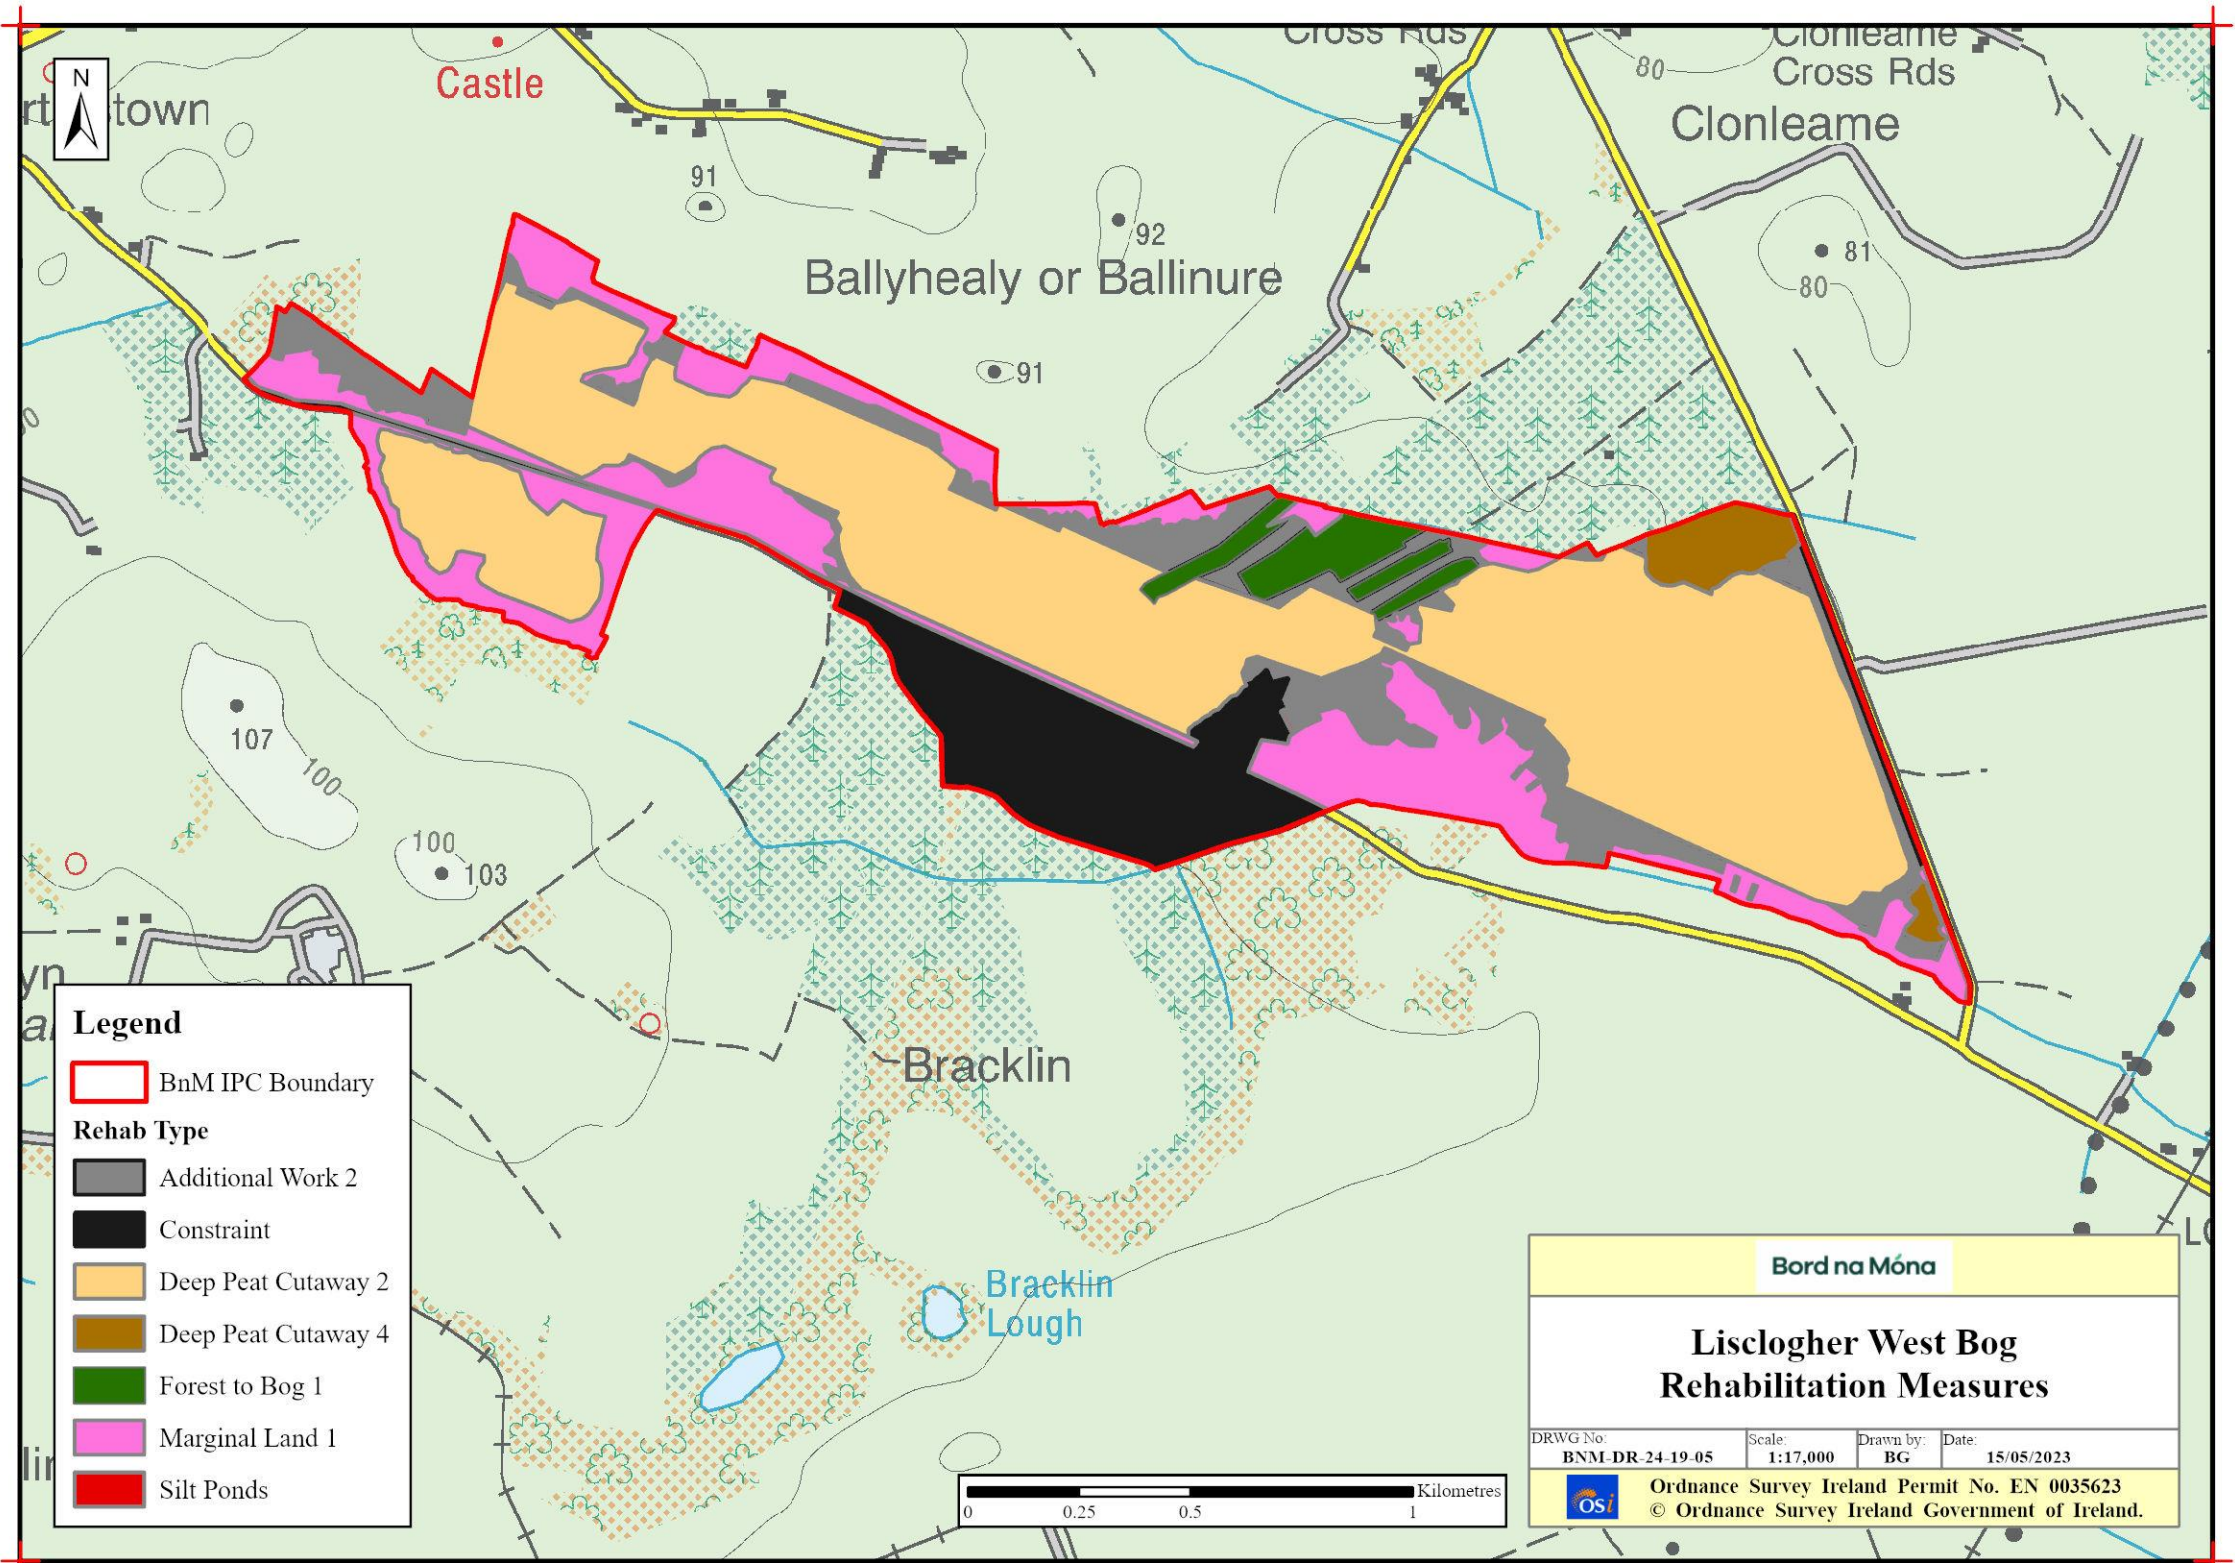 Cross Rds
Clonleame
Cross Rds
80
Clonleame
Castle
N
town
91
92
81
80
Ballyhealy or Ballinure
91
107
100
100
103
Bracklin
Bracklin
Lough
Legend
BnM IPC Boundary
Rehab Type
Additional Work 2
Constraint
Deep Peat Cutaway 2
Deep Peat Cutaway 4
Forest to Bog 1
Marginal Land 1
Silt Ponds
Kilometres
0 0.25 0.5 1
Bord na Móna
Lisclogher West Bog
Rehabilitation Measures
DRWG No: Scale: Drawn by: Date:
BNM-DR-24-19-05 1:17,000 BG 15/05/2023
OSi
Ordnance Survey Ireland Permit No. EN 0035623
© Ordnance Survey Ireland Government of Ireland.